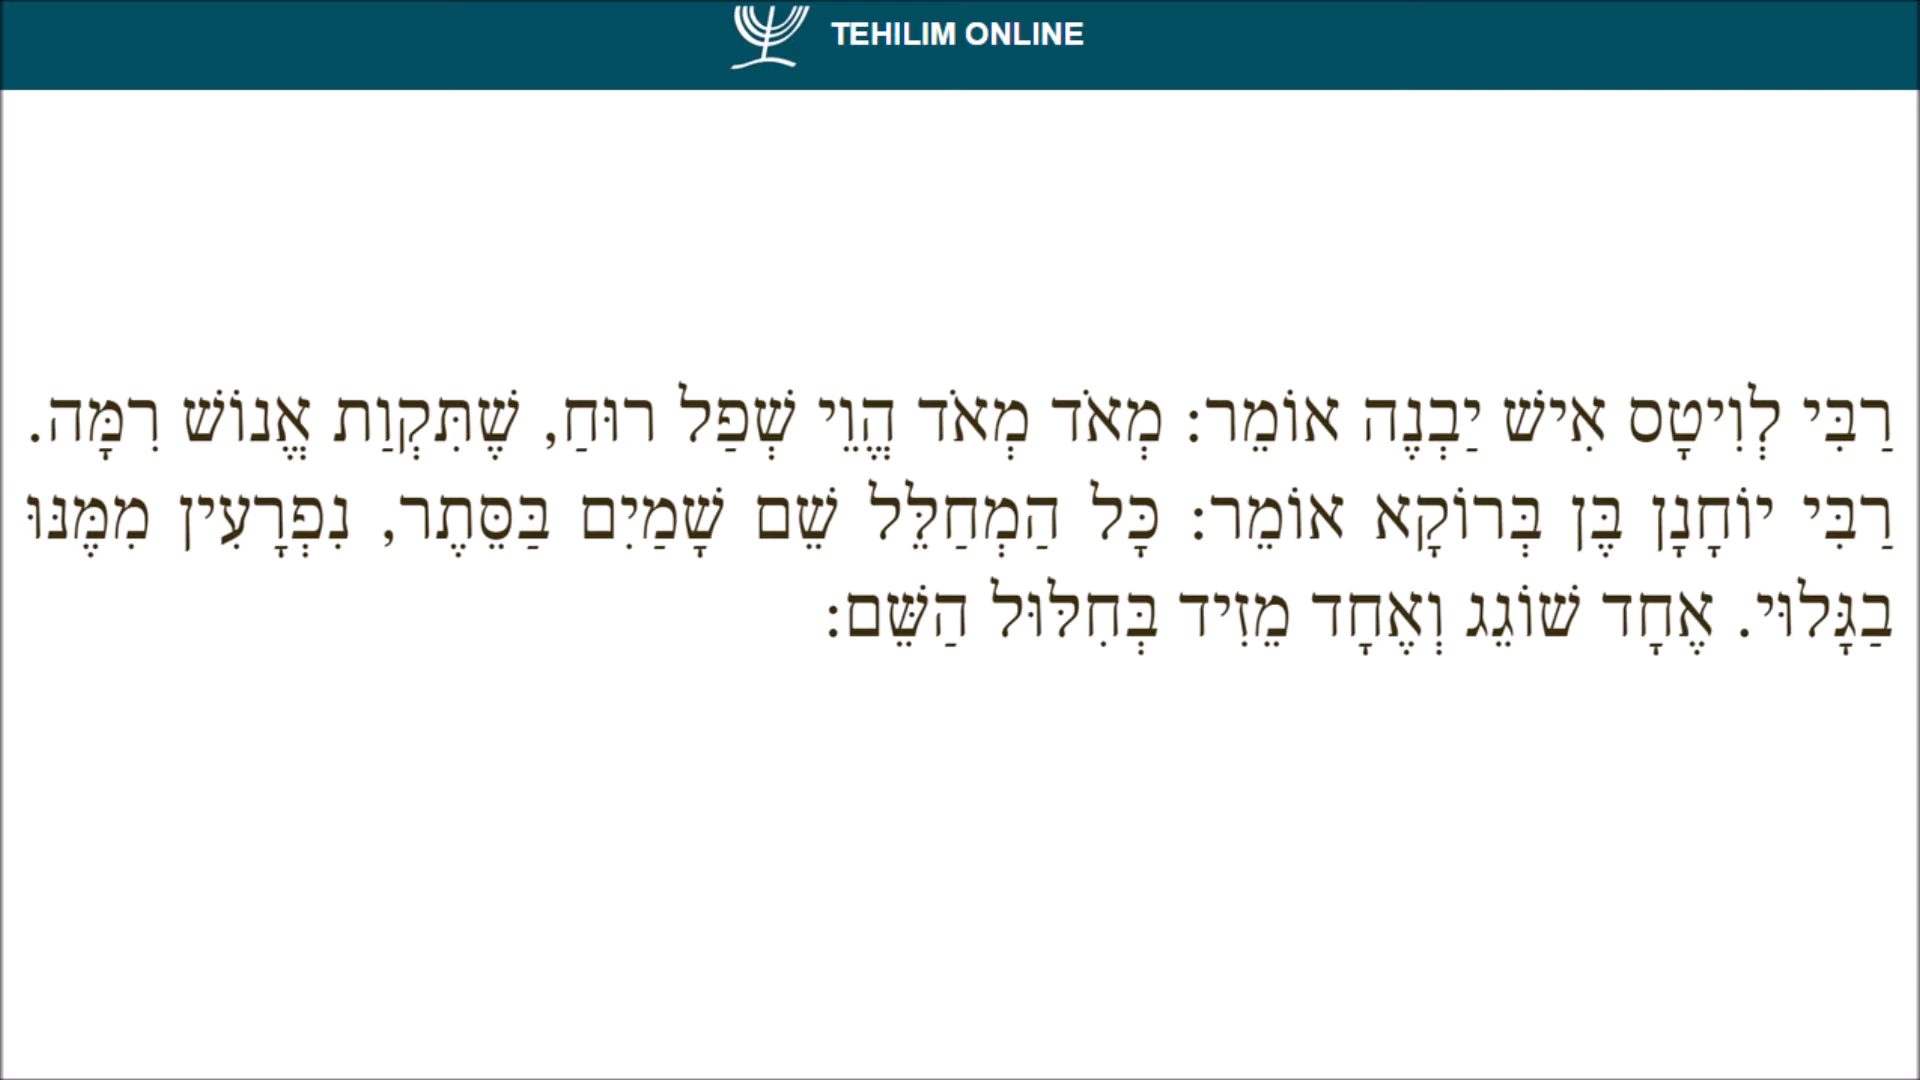 TEHILIM ONLINE
רַבִּי לְוִיטָס אִישׁ יַבְנֶה אוֹמֵר: מְאֹד מְאֹד הֱוֵי שְׁפַל רוּחַ, שֶׁתִּקְוַת אֱנוֹשׁ רִמָּה.
רַבִּי יוֹחָנָן בֶּן בְּרוֹקָא אוֹמֵר: כָּל הַמְחַלֵּל שֵׁם שָׁמַיִם בַּסֵּתֶר, נִפְרָעִין מִמֶּנּוּ
בַגָּלוּי. אֶחָד שׁוֹגֵג וְאֶחָד מֵזִיד בְּחִלּוּל הַשֵּׁם: